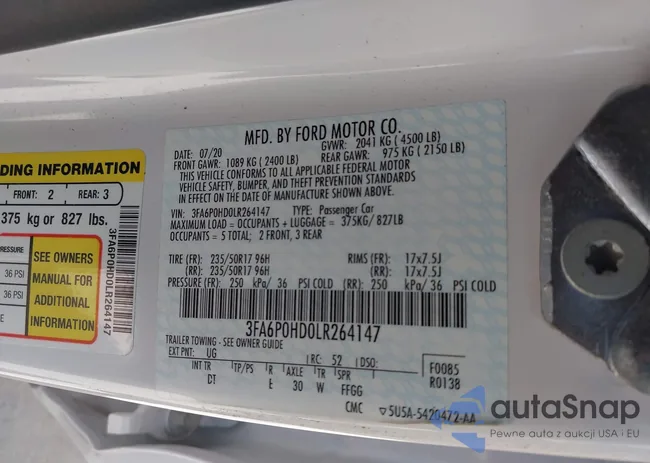 MFD. BY FORD MOTOR CO.
DATE: 07/20 GVWR: 2041 KG ( 4500 LB)
FRONT GAWR: 1089 KG ( 2400 LB) REAR GAWR: 975 KG ( 2150 LB)
THIS VEHICLE CONFORMS TO ALL APPLICABLE FEDERAL MOTOR
VEHICLE SAFETY, BUMPER, AND THEFT PREVENTION STANDARDS
IN EFFECT ON THE DATE OF MANUFACTURE SHOWN ABOVE.
VIN: 3FA6P0HD0LR264147 TYPE: Passenger Car
MAXIMUM LOAD = OCCUPANTS + LUGGAGE = 375KG/827LB
OCCUPANTS = 5 TOTAL; 2 FRONT, 3 REAR
TIRE (FR): 235/50R17 96H RIMS (FR): 17x7.5J
(RR): 235/50R17 96H (RR): 17x7.5J
PRESSURE (FR): 250 kPa/ 36 PSI COLD (RR): 250 kPa/ 36 PSI COLD
3FA6P0HD0LR264147
TRAILER TOWING - SEE OWNER GUIDE
EXT PNT: UG RC: 52 DSO: F0085
INT TR TP/PS R AXLE TR SPR R0138
DT E 30 W FFGG
CMC 5U5A-5420472-AA
DING INFORMATION
FRONT: 2 REAR: 3
375 kg or 827 lbs.
RESSURE
36 PSI
36 PSI
E
SEE OWNERS
MANUAL FOR
ADDITIONAL
INFORMATION
3FA6P0HD0LR264147
autaSnap
Pewne auta z aukcji USA i EU